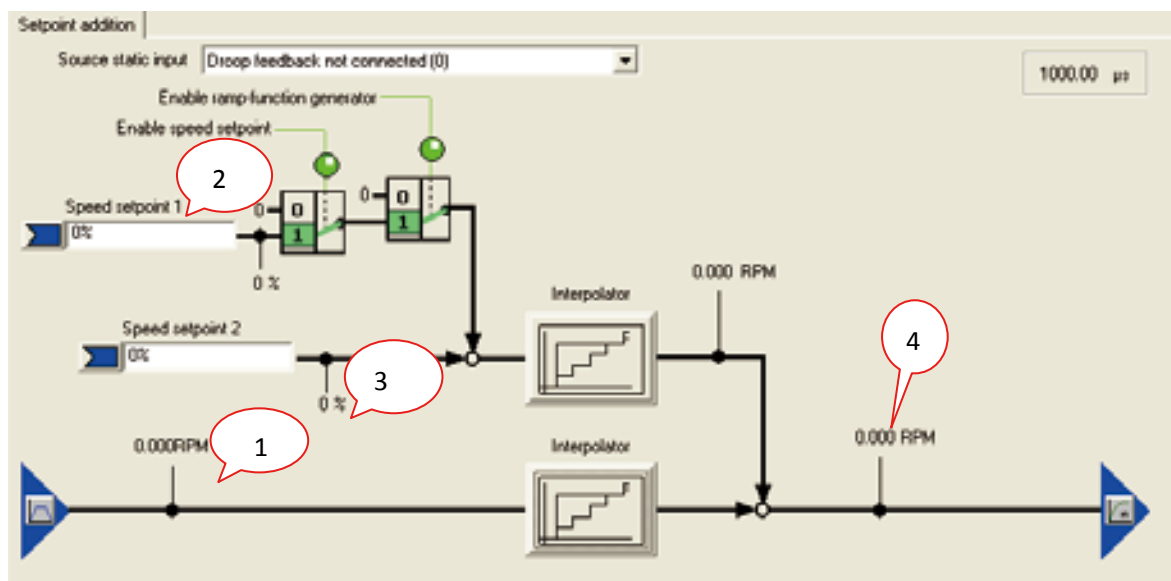 Setpoint addition
Source static input Droop feedback not connected (0)
1000.00 µs
Enable ramp-function generator
Enable speed setpoint
2
Speed setpoint 1
0 0
0 0
0%
1
1
0 %
0.000 RPM
Interpolator
Speed setpoint 2
0%
4
3
0 %
0.000 RPM
0.000RPM
1
Interpolator